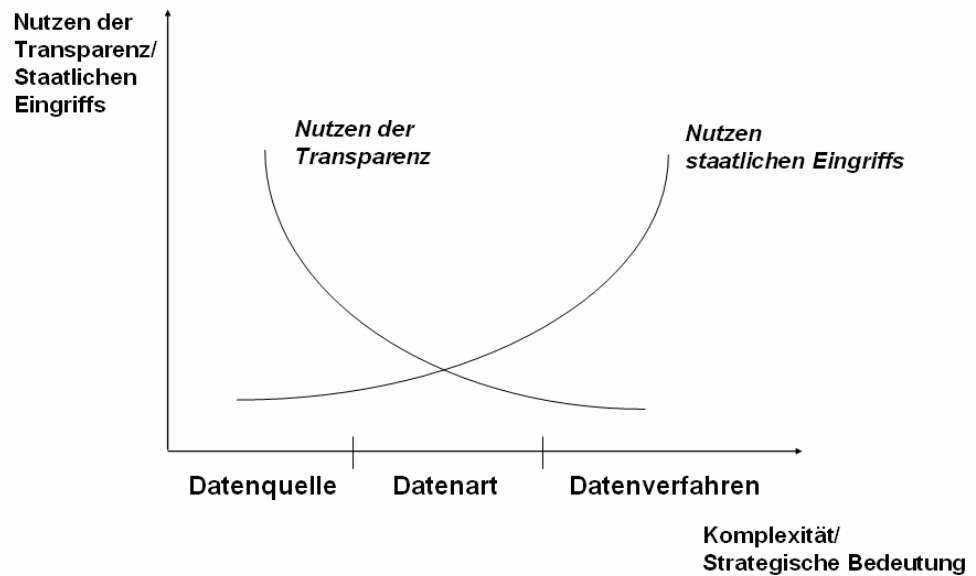 Nutzen der
Transparenz/
Staatlichen
Eingriffs
Nutzen der
Transparenz
Nutzen
staatlichen Eingriffs
Datenquelle
Datenart
Datenverfahren
Komplexität/
Strategische Bedeutung